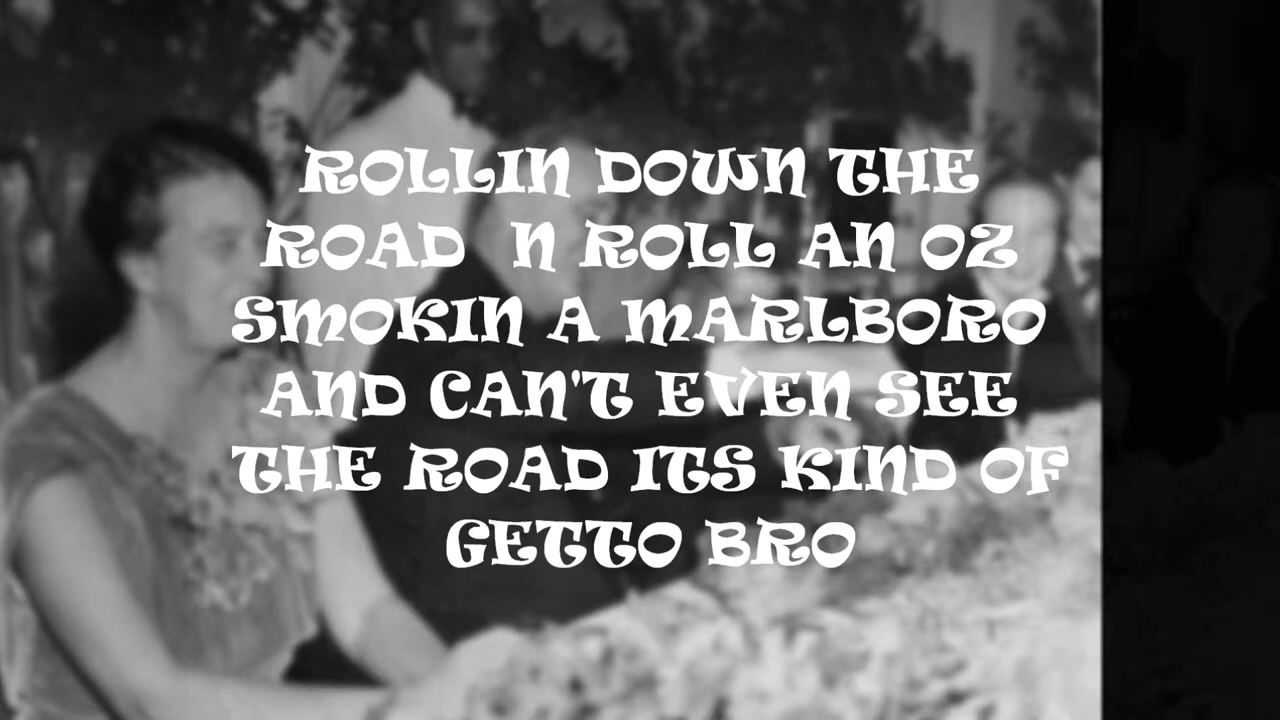 ROLLIN DOWN THE
ROAD N ROLL AN OZ
SMOKIN A MARLBORO
AND CAN'T EVEN SEE
THE ROAD ITS KIND OF
GETTO BRO